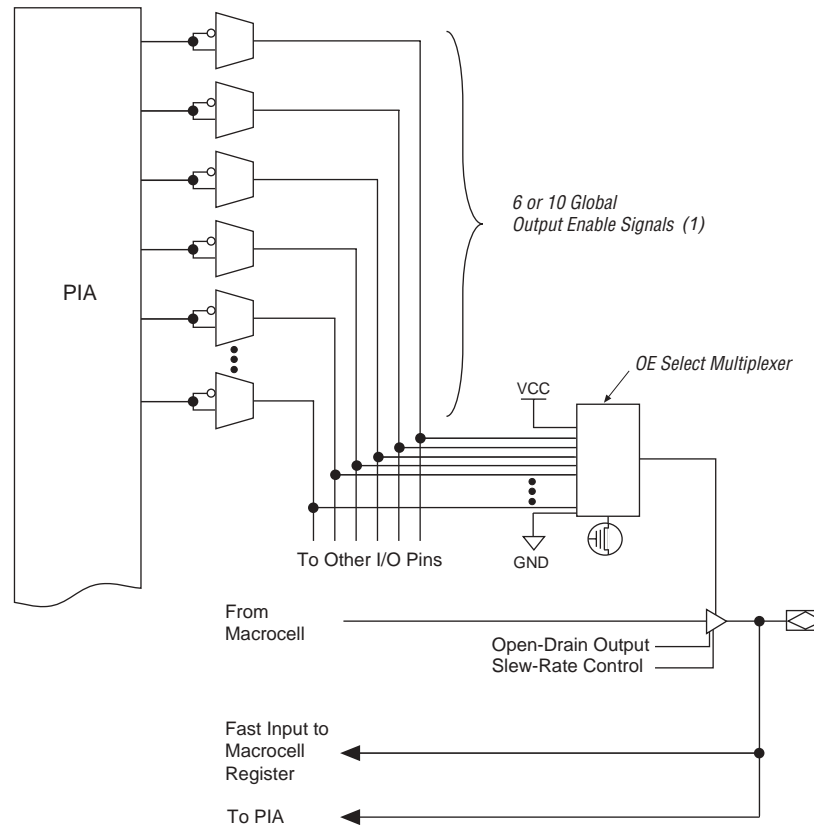 PIA
6 or 10 Global
Output Enable Signals (1)
OE Select Multiplexer
VCC
GND
To Other I/O Pins
From
Macrocell
Open-Drain Output
Slew-Rate Control
Fast Input to
Macrocell
Register
To PIA